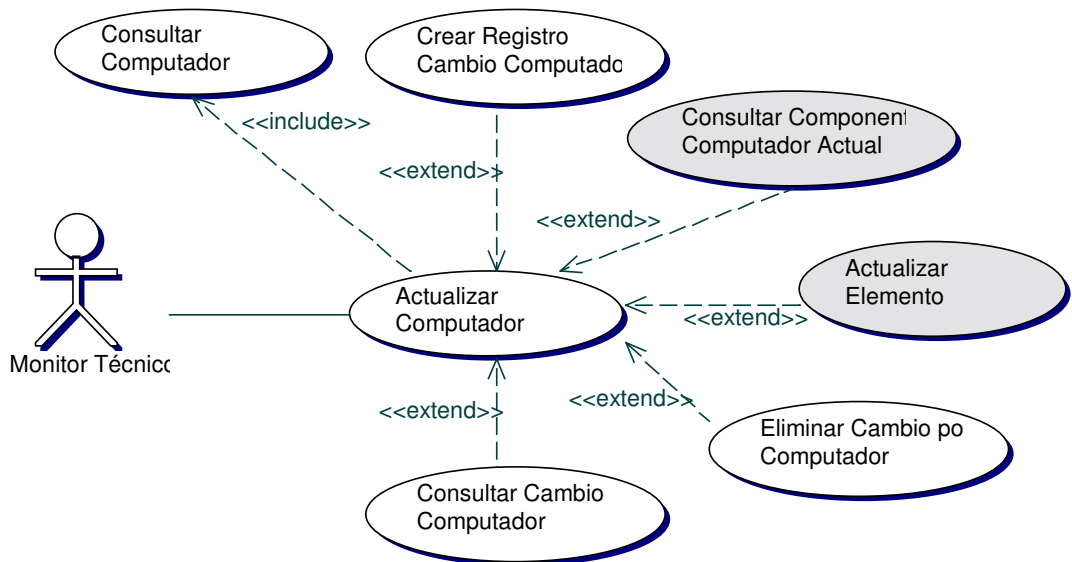 Consultar
Computador
Crear Registro
Cambio Computado
Consultar Component
Computador Actual
<<include>>
<<extend>>
<<extend>>
Actualizar
Elemento
Actualizar
Computador
<<extend>>
Monitor Técnico
<<extend>>
<<extend>>
Eliminar Cambio po
Computador
Consultar Cambio
Computador